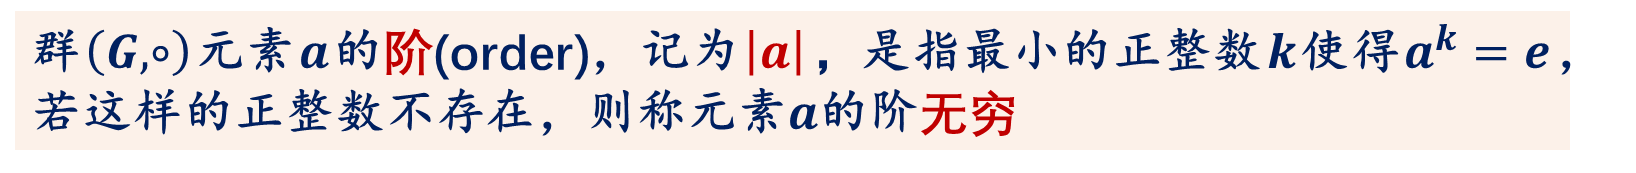 群(G,∘)元素a的阶(order)，记为|a|，是指最小的正整数k使得aᵏ = e，
若这样的正整数不存在，则称元素a的阶无穷